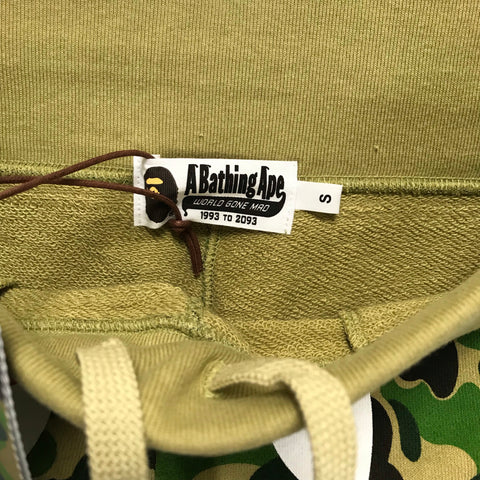 A Bathing Ape
WORLD GONE MAD
1993 TO 2093
S